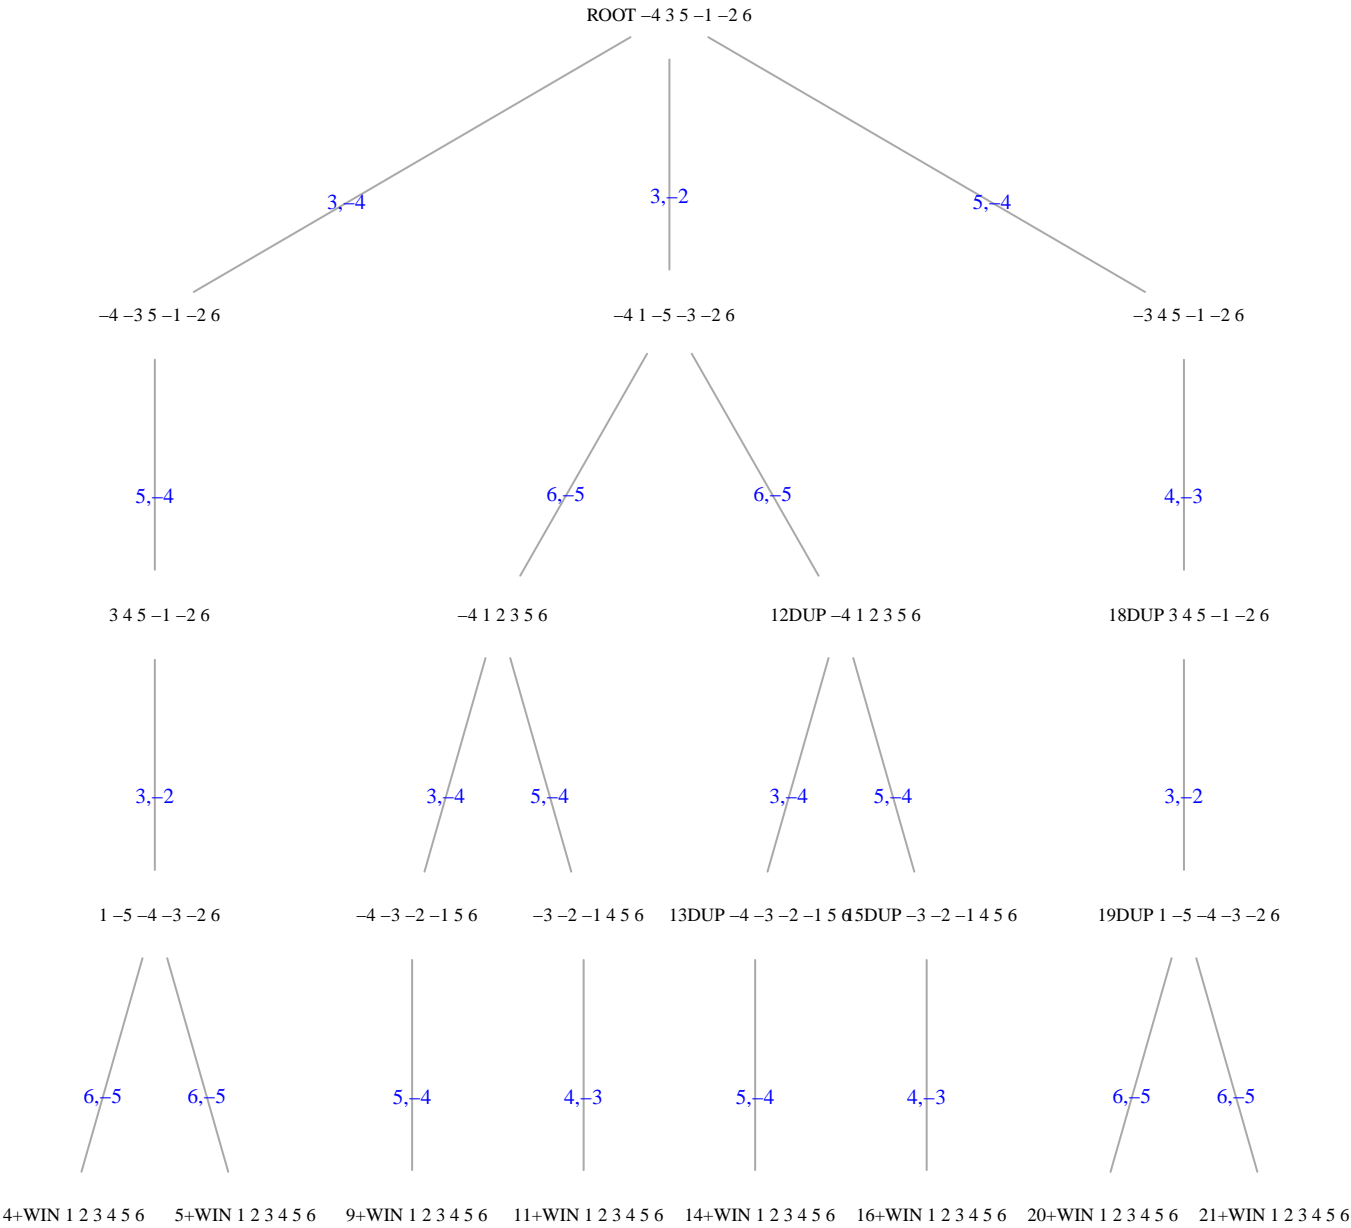 ROOT –4 3 5 –1 –2 6
3,–4
3,–2
5,–4
–4 –3 5 –1 –2 6
–4 1 –5 –3 –2 6
–3 4 5 –1 –2 6
5,–4
6,–5
6,–5
4,–3
3 4 5 –1 –2 6
–4 1 2 3 5 6
12DUP –4 1 2 3 5 6
18DUP 3 4 5 –1 –2 6
3,–2
3,–4
5,–4
3,–4
5,–4
3,–2
1 –5 –4 –3 –2 6
–4 –3 –2 –1 5 6
–3 –2 –1 4 5 6
13DUP –4 –3 –2 –1 5 6
15DUP –3 –2 –1 4 5 6
19DUP 1 –5 –4 –3 –2 6
6,–5
6,–5
5,–4
4,–3
5,–4
4,–3
6,–5
6,–5
4+WIN 1 2 3 4 5 6
5+WIN 1 2 3 4 5 6
9+WIN 1 2 3 4 5 6
11+WIN 1 2 3 4 5 6
14+WIN 1 2 3 4 5 6
16+WIN 1 2 3 4 5 6
20+WIN 1 2 3 4 5 6
21+WIN 1 2 3 4 5 6